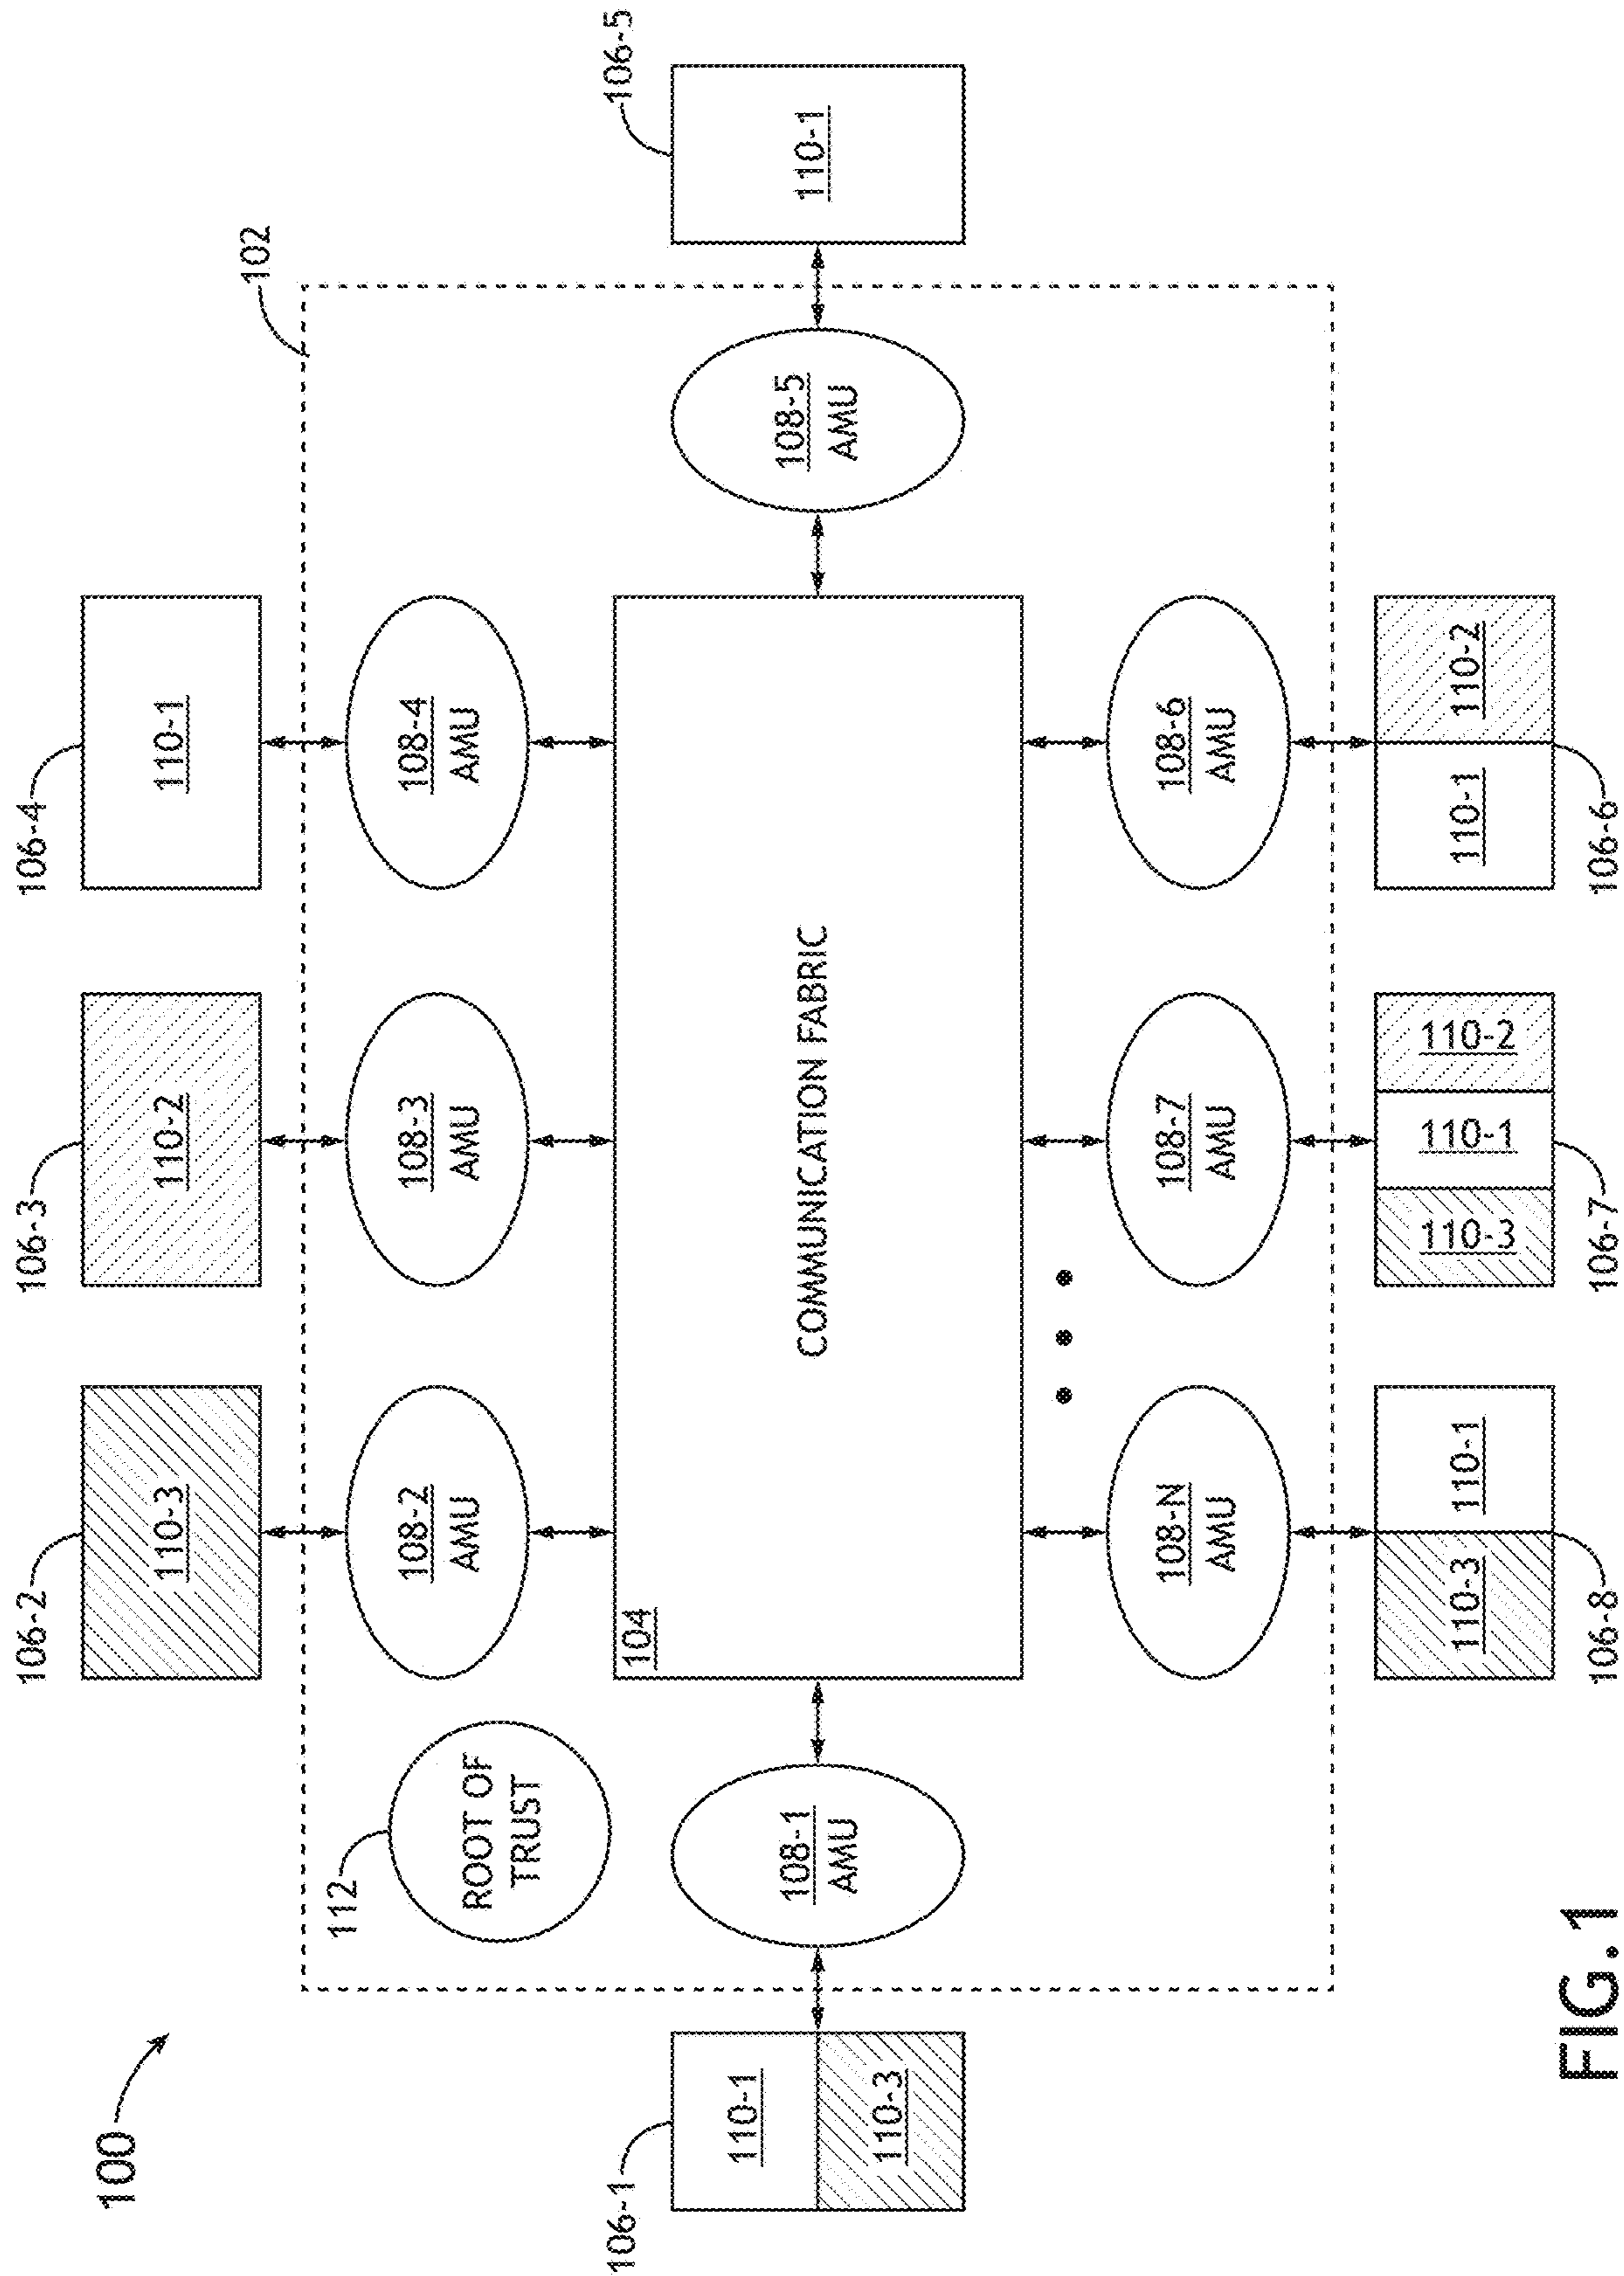 100
106-2
106-3
106-4
110-3
110-2
110-1
102
112
ROOT OF
TRUST
108-2
AMU
108-3
AMU
108-4
AMU
106-1
110-1
110-3
108-1
AMU
104
COMMUNICATION FABRIC
108-5
AMU
106-5
110-1
108-N
AMU
108-7
AMU
108-6
AMU
110-3
110-1
110-3
110-1
110-2
110-1
110-2
106-8
106-7
106-6
FIG.1